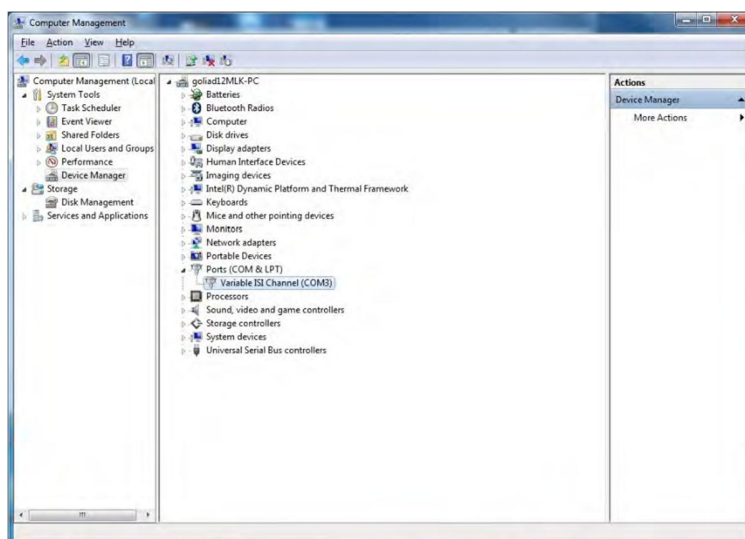 Computer Management
File Action View Help
Computer Management (Local
System Tools
Task Scheduler
Event Viewer
Shared Folders
Local Users and Groups
Performance
Device Manager
Storage
Disk Management
Services and Applications
goliad12MLK-PC
Batteries
Bluetooth Radios
Computer
Disk drives
Display adapters
Human Interface Devices
Imaging devices
Intel(R) Dynamic Platform and Thermal Framework
Keyboards
Mice and other pointing devices
Monitors
Network adapters
Portable Devices
Ports (COM & LPT)
Variable ISI Channel (COM3)
Processors
Sound, video and game controllers
Storage controllers
System devices
Universal Serial Bus controllers
Actions
Device Manager
More Actions